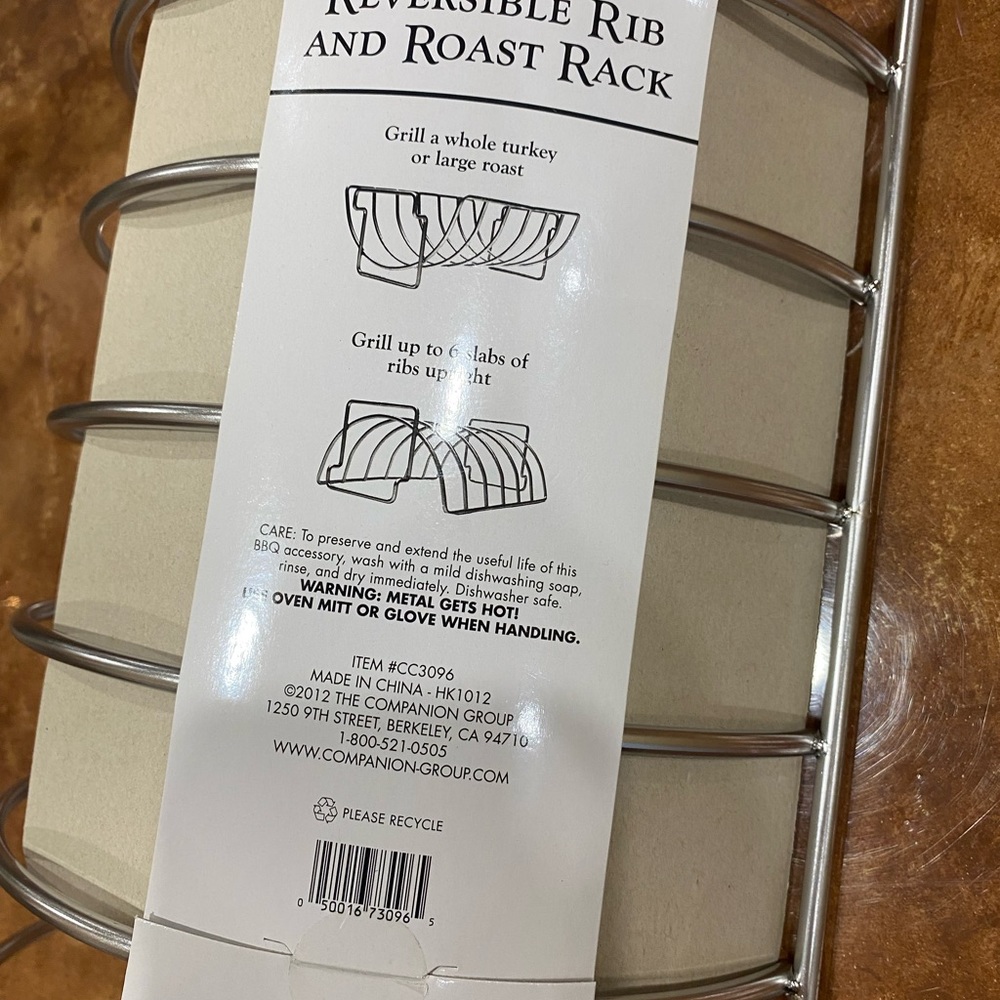 REVERSIBLE RIB
AND ROAST RACK
Grill a whole turkey
or large roast
Grill up to 6 slabs of
ribs upright
CARE: To preserve and extend the useful life of this
BBQ accessory, wash with a mild dishwashing soap,
rinse, and dry immediately. Dishwasher safe.
WARNING: METAL GETS HOT!
USE OVEN MITT OR GLOVE WHEN HANDLING.
ITEM #CC3096
MADE IN CHINA - HK1012
©2012 THE COMPANION GROUP
1250 9TH STREET, BERKELEY, CA 94710
1-800-521-0505
WWW.COMPANION-GROUP.COM
PLEASE RECYCLE
0 50016 73096 5